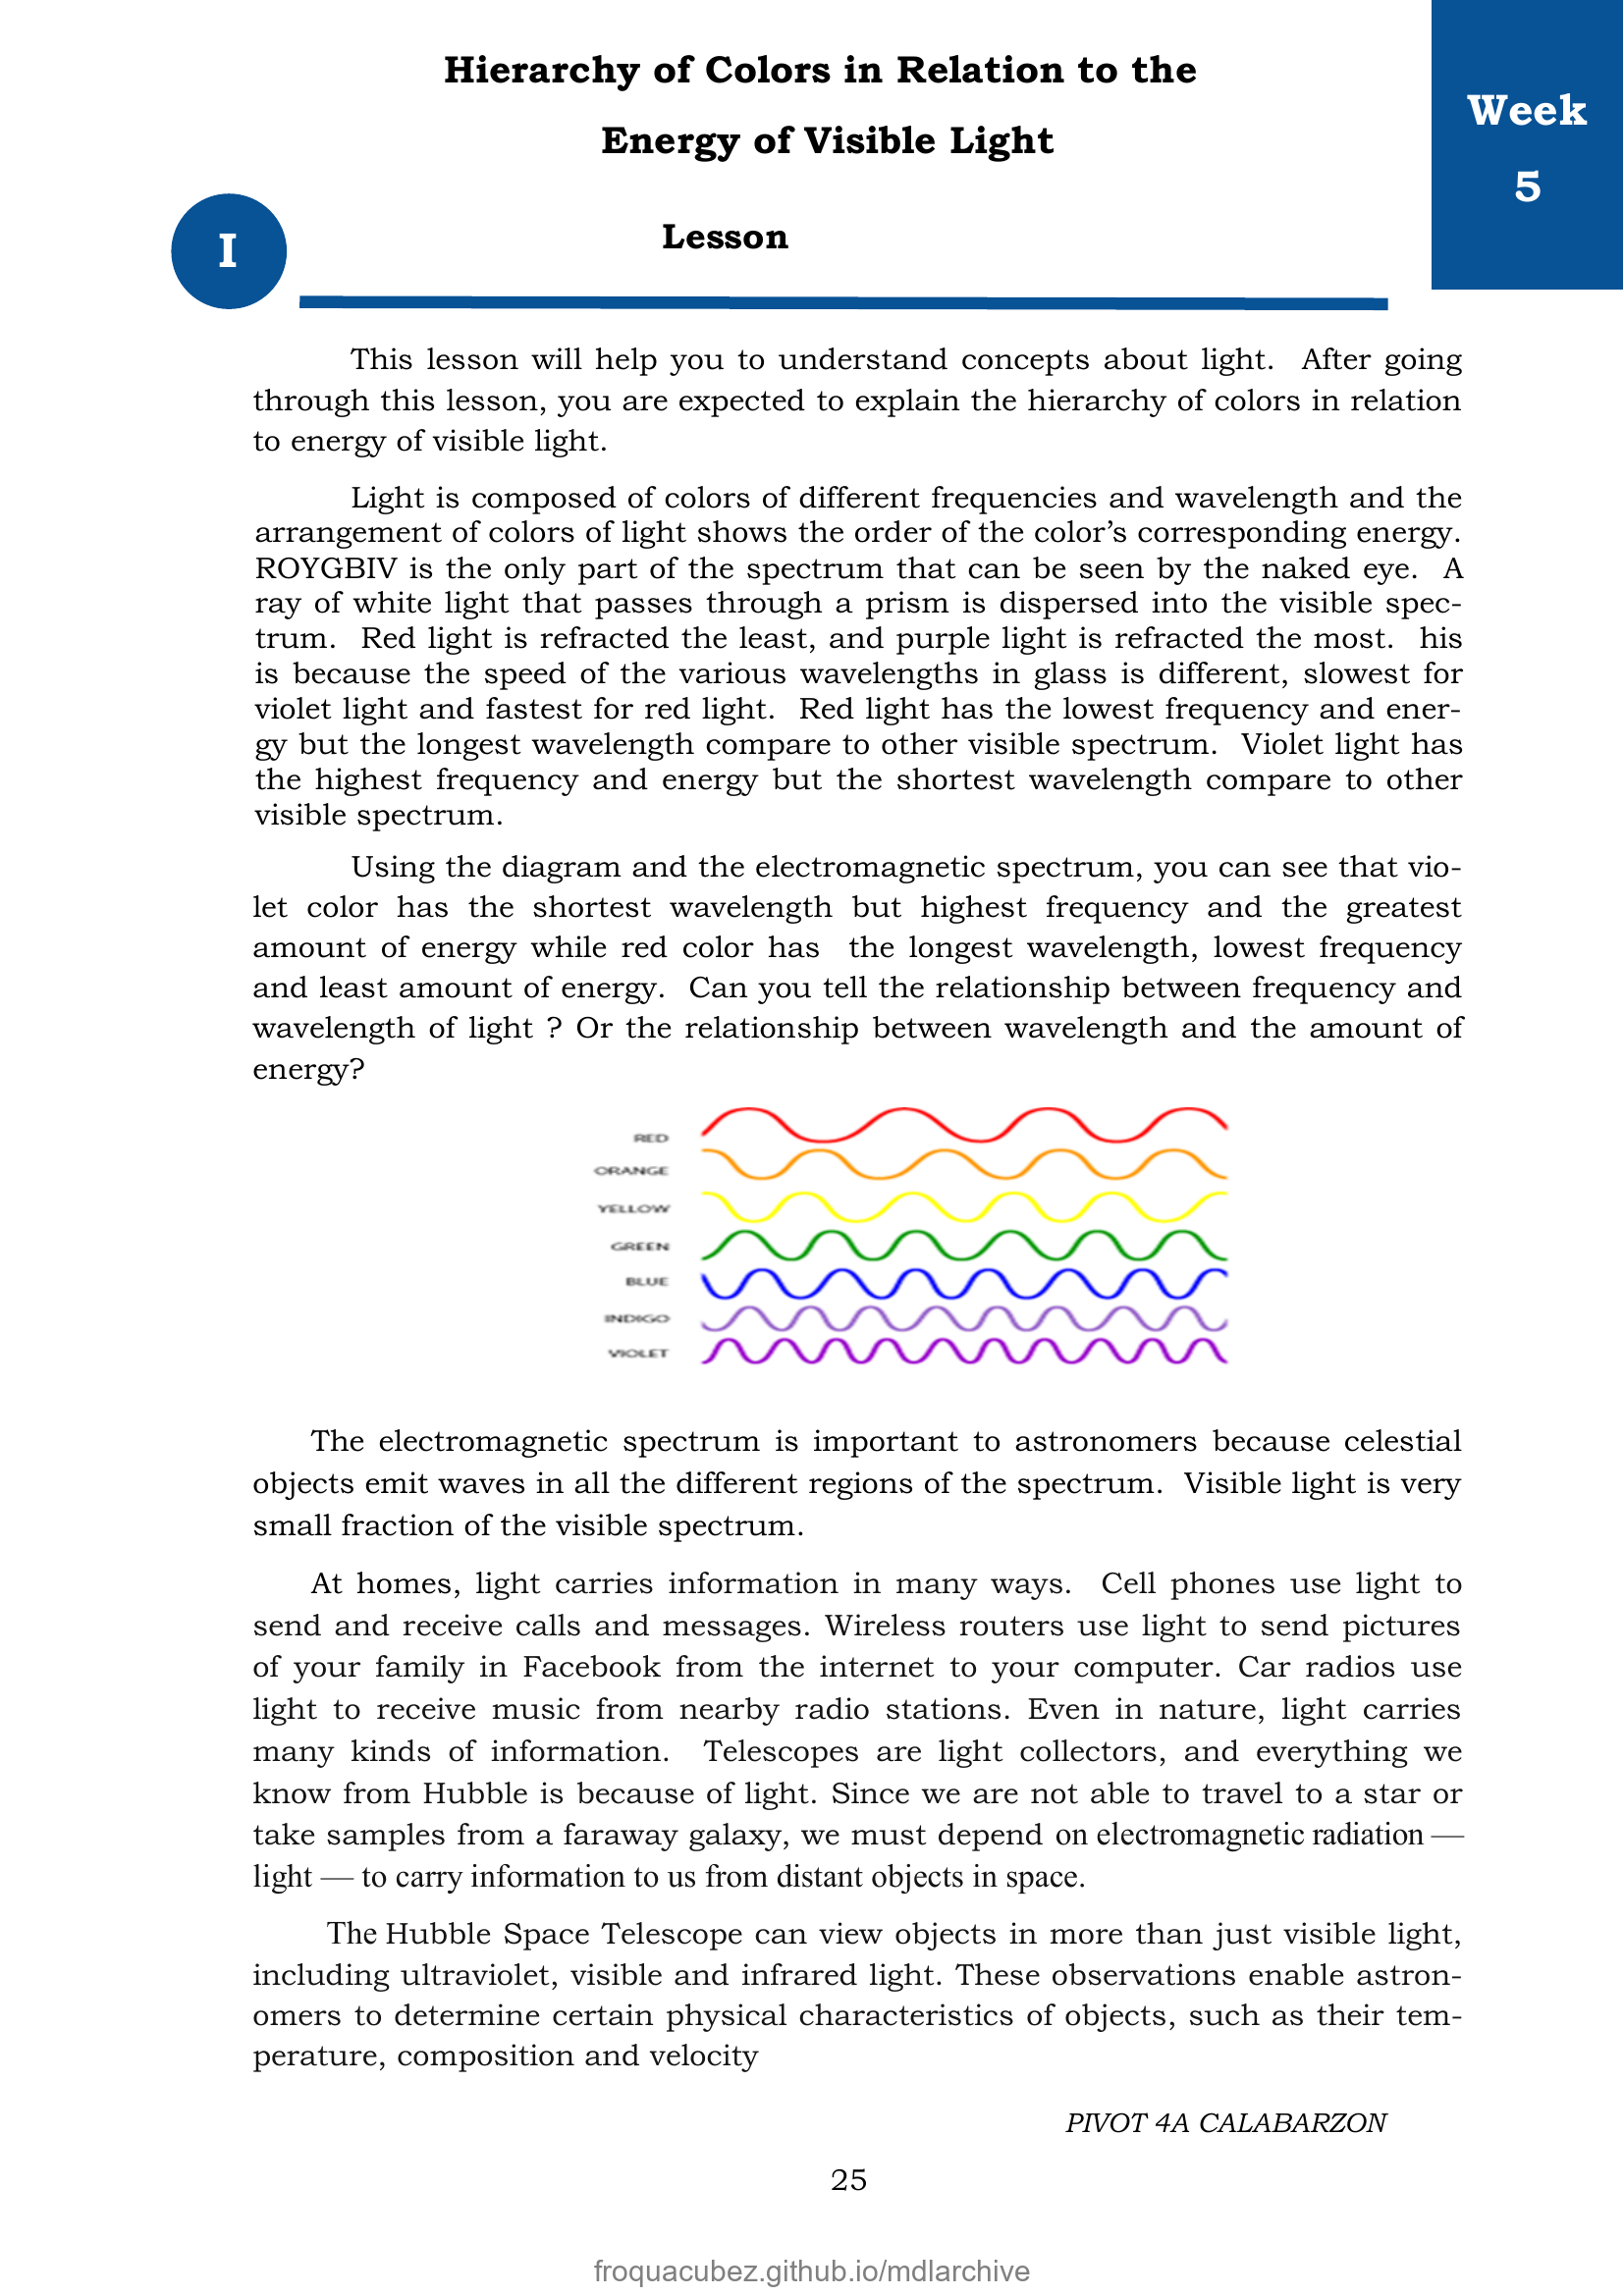 Hierarchy of Colors in Relation to the
Energy of Visible Light
Week
5
I
Lesson
This lesson will help you to understand concepts about light. After going
through this lesson, you are expected to explain the hierarchy of colors in relation
to energy of visible light.
Light is composed of colors of different frequencies and wavelength and the
arrangement of colors of light shows the order of the color’s corresponding energy.
ROYGBIV is the only part of the spectrum that can be seen by the naked eye. A
ray of white light that passes through a prism is dispersed into the visible spec-
trum. Red light is refracted the least, and purple light is refracted the most. his
is because the speed of the various wavelengths in glass is different, slowest for
violet light and fastest for red light. Red light has the lowest frequency and ener-
gy but the longest wavelength compare to other visible spectrum. Violet light has
the highest frequency and energy but the shortest wavelength compare to other
visible spectrum.
Using the diagram and the electromagnetic spectrum, you can see that vio-
let color has the shortest wavelength but highest frequency and the greatest
amount of energy while red color has the longest wavelength, lowest frequency
and least amount of energy. Can you tell the relationship between frequency and
wavelength of light ? Or the relationship between wavelength and the amount of
energy?
RED
ORANGE
YELLOW
GREEN
BLUE
INDIGO
VIOLET
The electromagnetic spectrum is important to astronomers because celestial
objects emit waves in all the different regions of the spectrum. Visible light is very
small fraction of the visible spectrum.
At homes, light carries information in many ways. Cell phones use light to
send and receive calls and messages. Wireless routers use light to send pictures
of your family in Facebook from the internet to your computer. Car radios use
light to receive music from nearby radio stations. Even in nature, light carries
many kinds of information. Telescopes are light collectors, and everything we
know from Hubble is because of light. Since we are not able to travel to a star or
take samples from a faraway galaxy, we must depend on electromagnetic radiation —
light — to carry information to us from distant objects in space.
The Hubble Space Telescope can view objects in more than just visible light,
including ultraviolet, visible and infrared light. These observations enable astron-
omers to determine certain physical characteristics of objects, such as their tem-
perature, composition and velocity
PIVOT 4A CALABARZON
25
froquacubez.github.io/mdlarchive